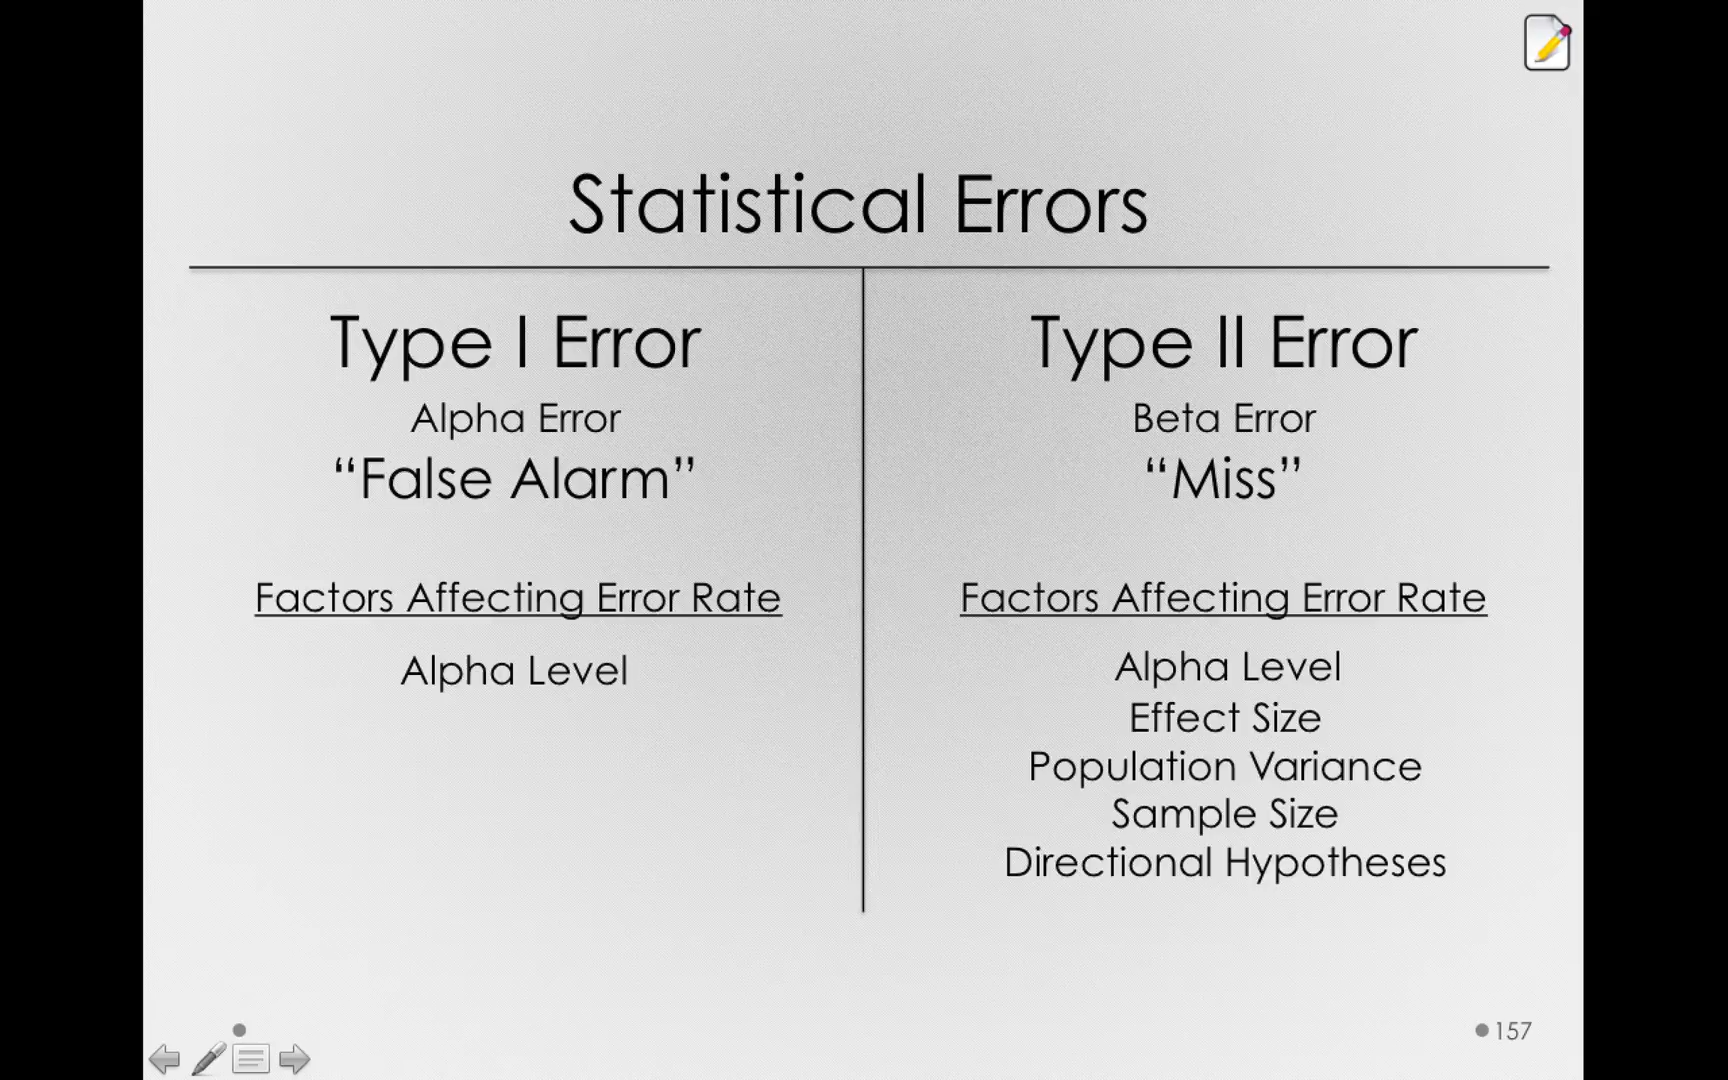 Statistical Errors
Type I Error
Alpha Error
“False Alarm”
Factors Affecting Error Rate
Alpha Level
Type II Error
Beta Error
“Miss”
Factors Affecting Error Rate
Alpha Level
Effect Size
Population Variance
Sample Size
Directional Hypotheses
157